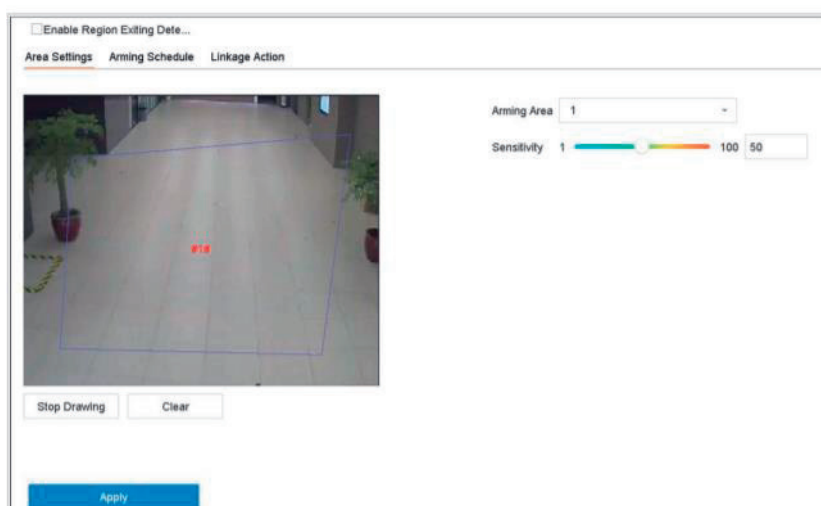 Enable Region Exiting Dete...
Area Settings Arming Schedule Linkage Action
Arming Area 1
Sensitivity 1 100 50
#1#
Stop Drawing Clear
Apply